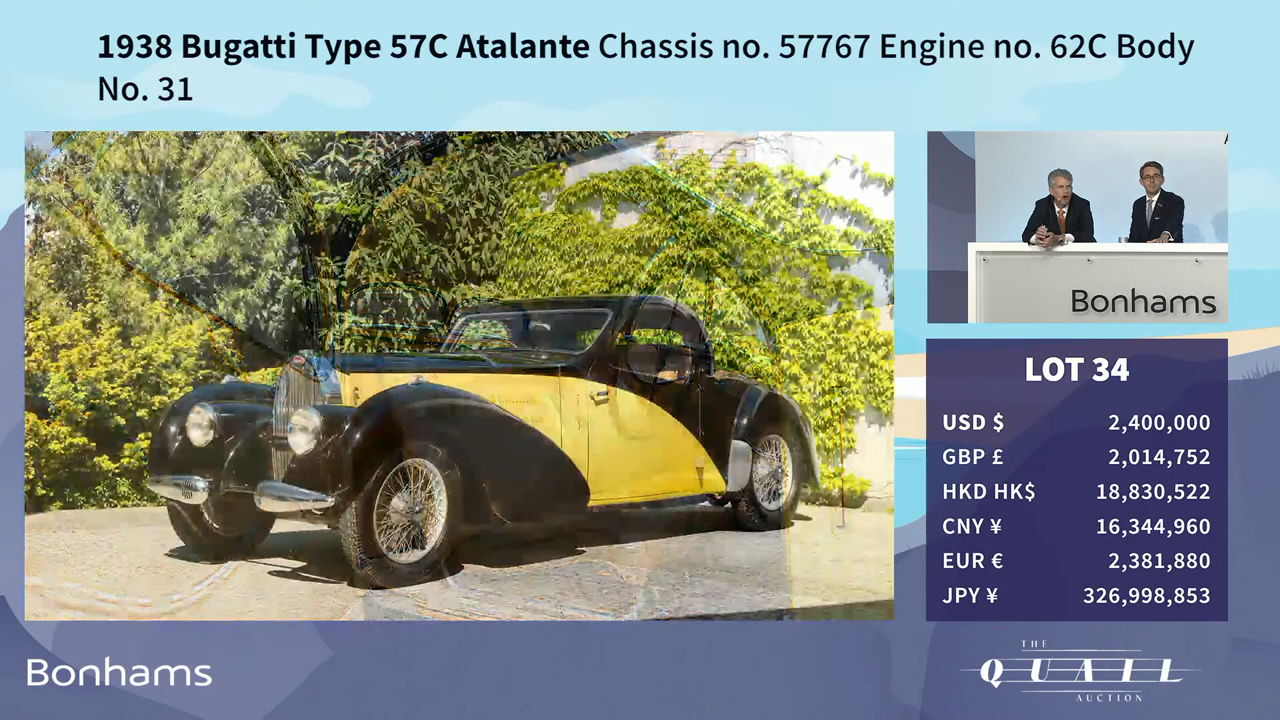 1938 Bugatti Type 57C Atalante Chassis no. 57767 Engine no. 62C Body
No. 31
Bonhams
LOT 34
USD $ 2,400,000
GBP £ 2,014,752
HKD HK$ 18,830,522
CNY ¥ 16,344,960
EUR € 2,381,880
JPY ¥ 326,998,853
Bonhams
THE
QUAIL
AUCTION